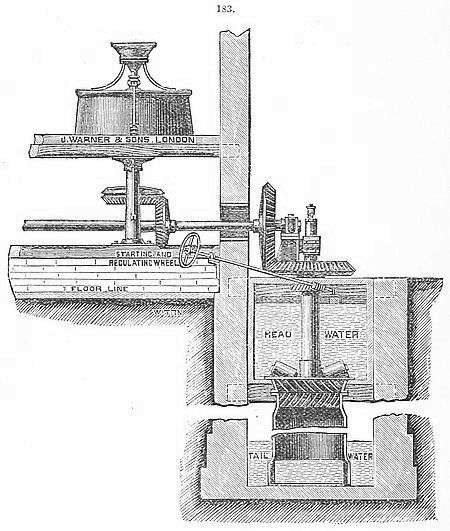 183.
J. WARNER & SONS. LONDON
STARTING AND
REGULATING WHEEL
FLOOR LINE
HEAD WATER
TAIL WATER